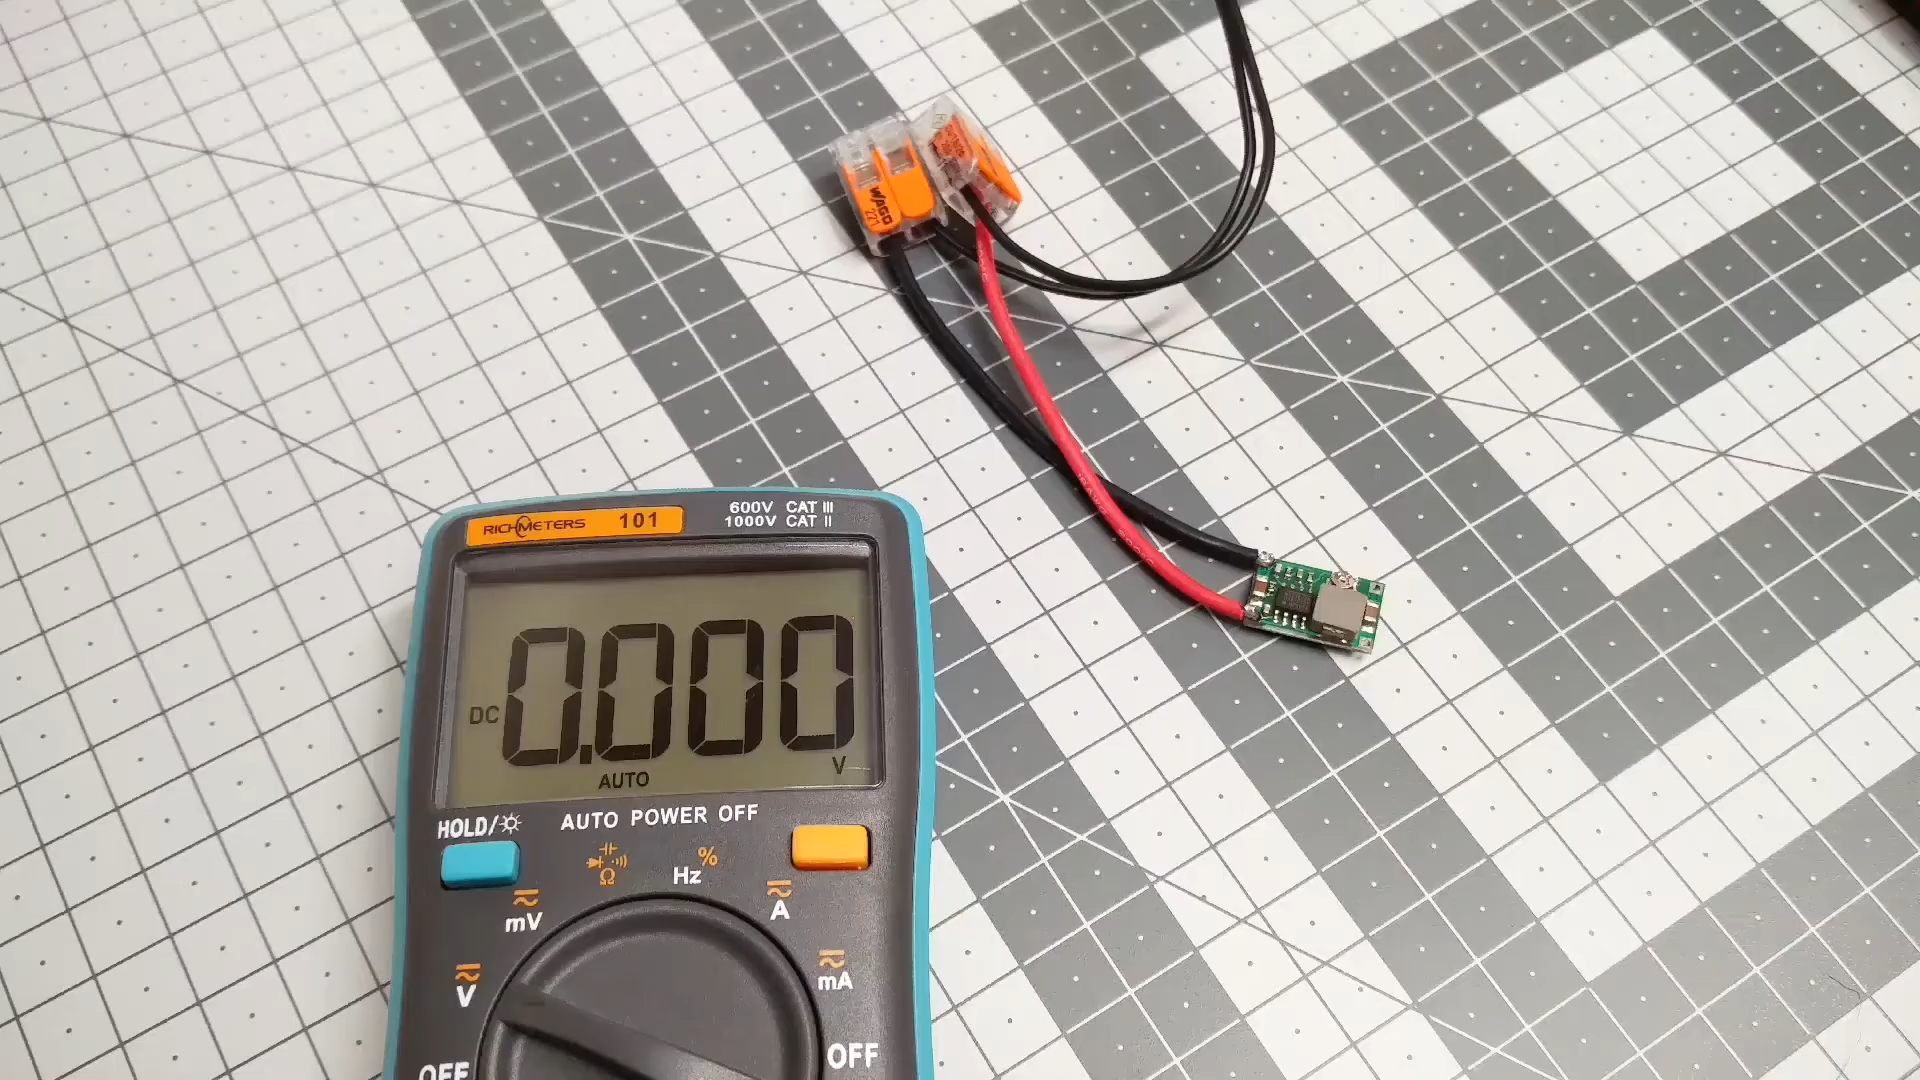 WAGO
221
RICHMETERS 101
600V CAT III
1000V CAT II
DC 0.000 V
AUTO
HOLD/
AUTO POWER OFF
Ω
Hz %
mV
A
V
mA
OFF
OFF